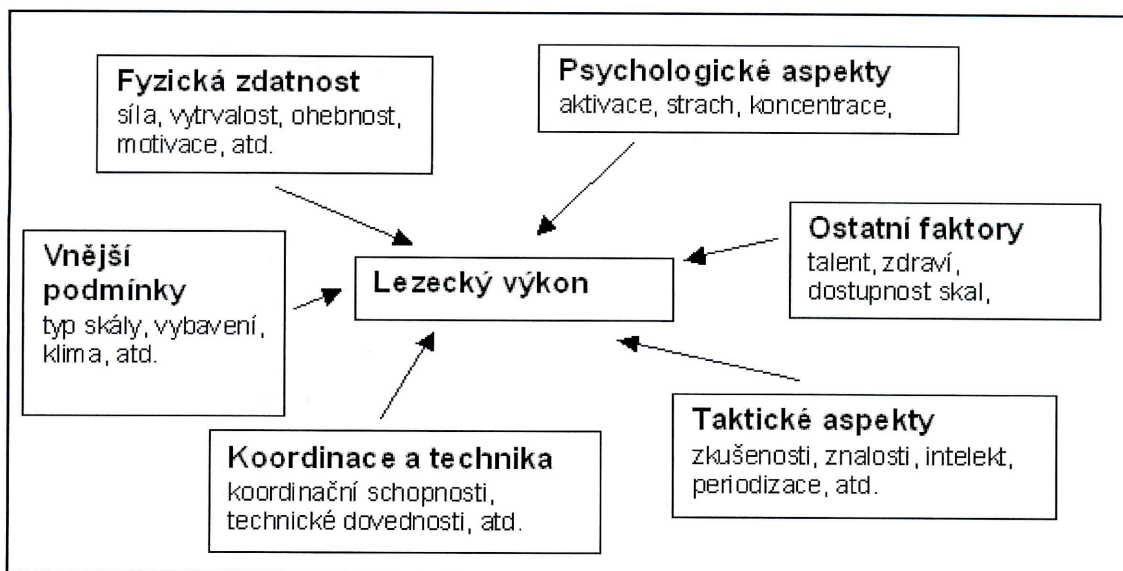 Fyzická zdatnost
síla, vytrvalost, ohebnost,
motivace, atd.
Psychologické aspekty
aktivace, strach, koncentrace,
Vnější
podmínky
typ skály, vybavení,
klima, atd.
Lezecký výkon
Ostatní faktory
talent, zdraví,
dostupnost skal,
Koordinace a technika
koordinační schopnosti,
technické dovednosti, atd.
Taktické aspekty
zkušenosti, znalosti, intelekt,
periodizace, atd.